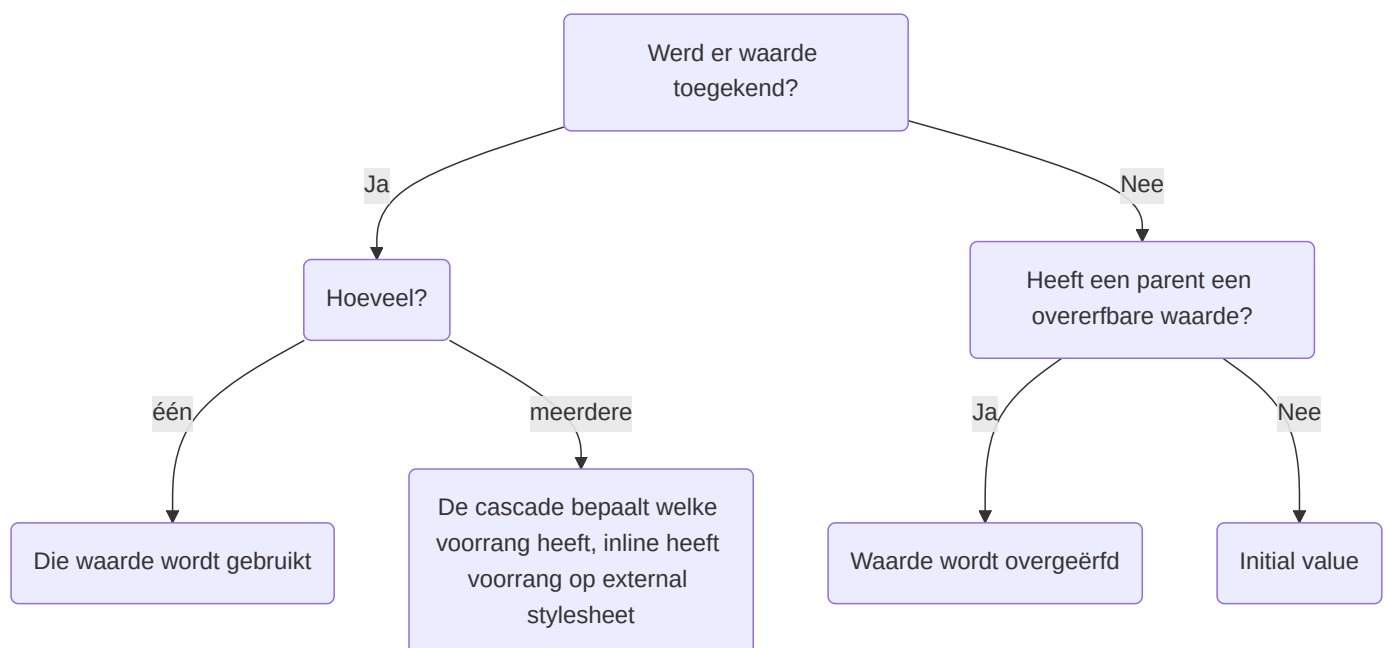 Werd er waarde
toegekend?
Ja
Nee
Hoeveel?
Heeft een parent een
overerfbare waarde?
één
meerdere
Ja
Nee
Die waarde wordt gebruikt
De cascade bepaalt welke
voorrang heeft, inline heeft
voorrang op external
stylesheet
Waarde wordt overgeërfd
Initial value